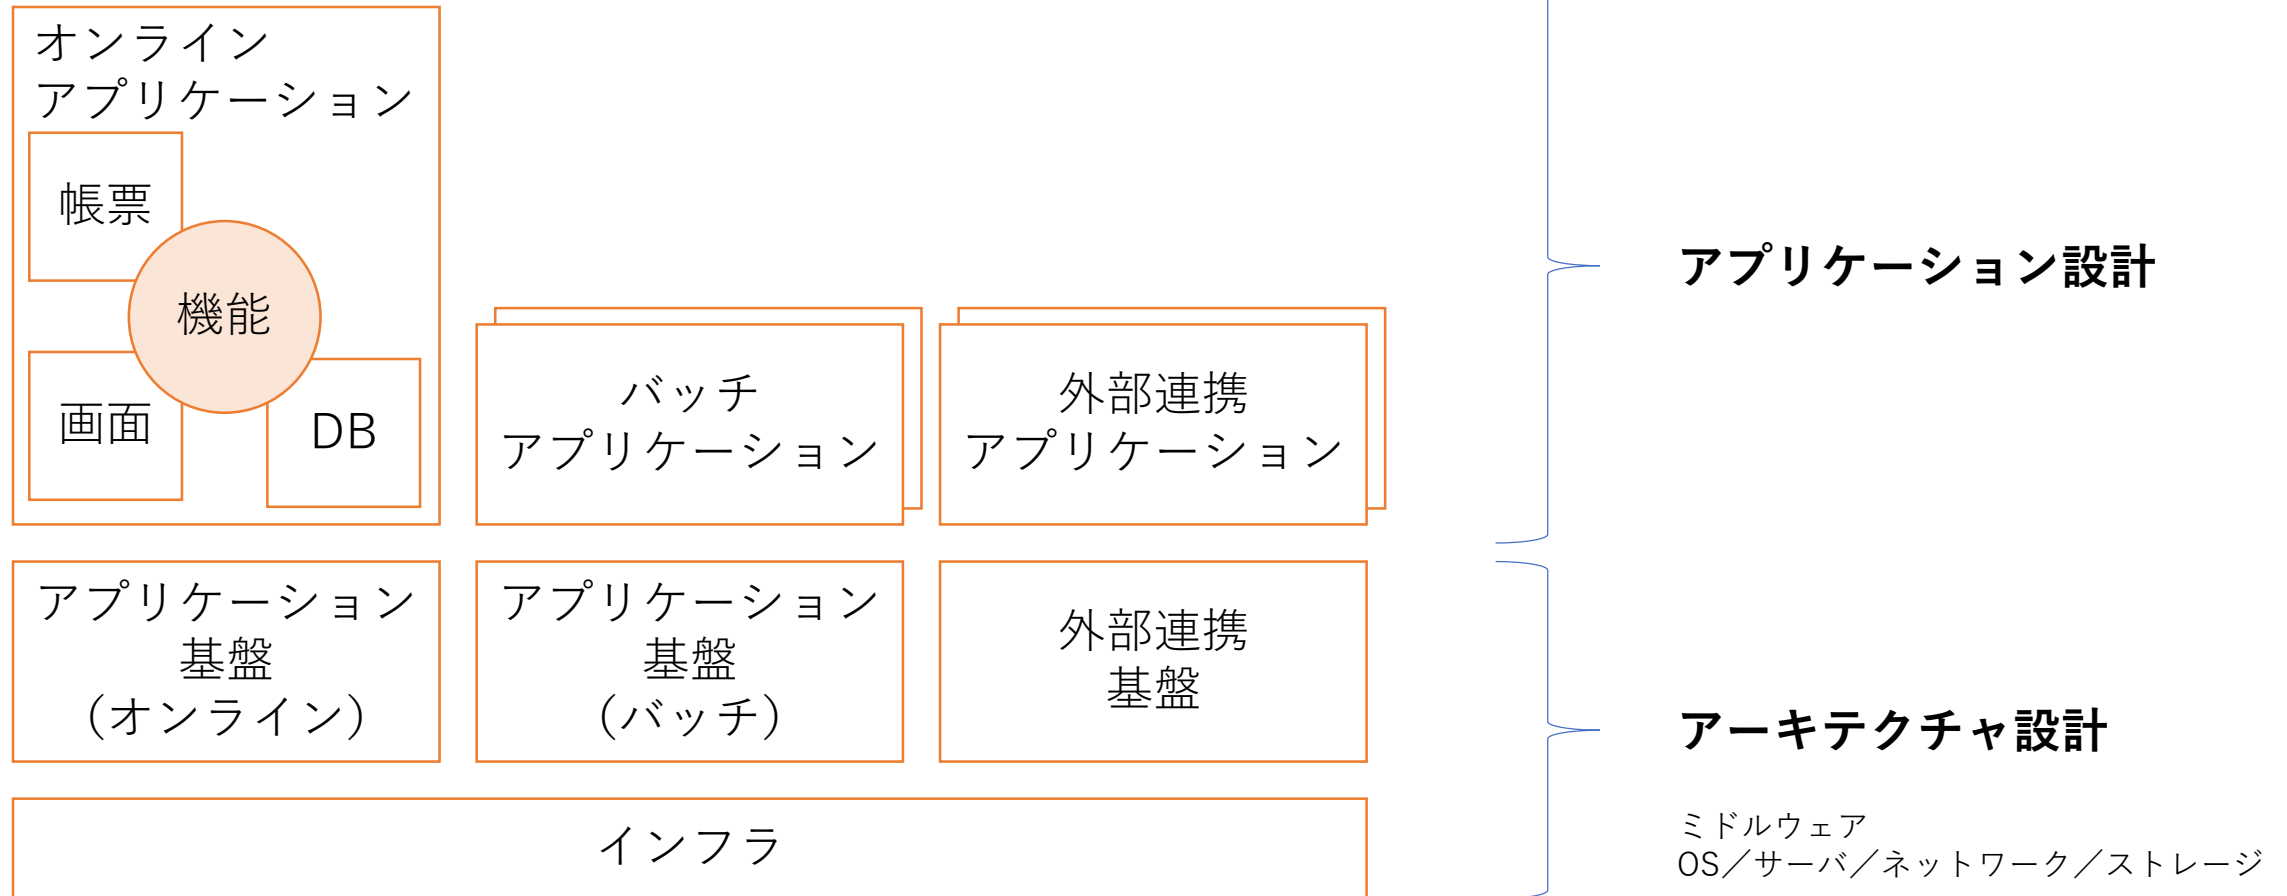 オンライン
アプリケーション
帳票
機能
画面
DB
バッチ
アプリケーション
外部連携
アプリケーション
アプリケーション設計
アプリケーション
基盤
（オンライン）
アプリケーション
基盤
（バッチ）
外部連携
基盤
アーキテクチャ設計
インフラ
ミドルウェア
OS／サーバ／ネットワーク／ストレージ